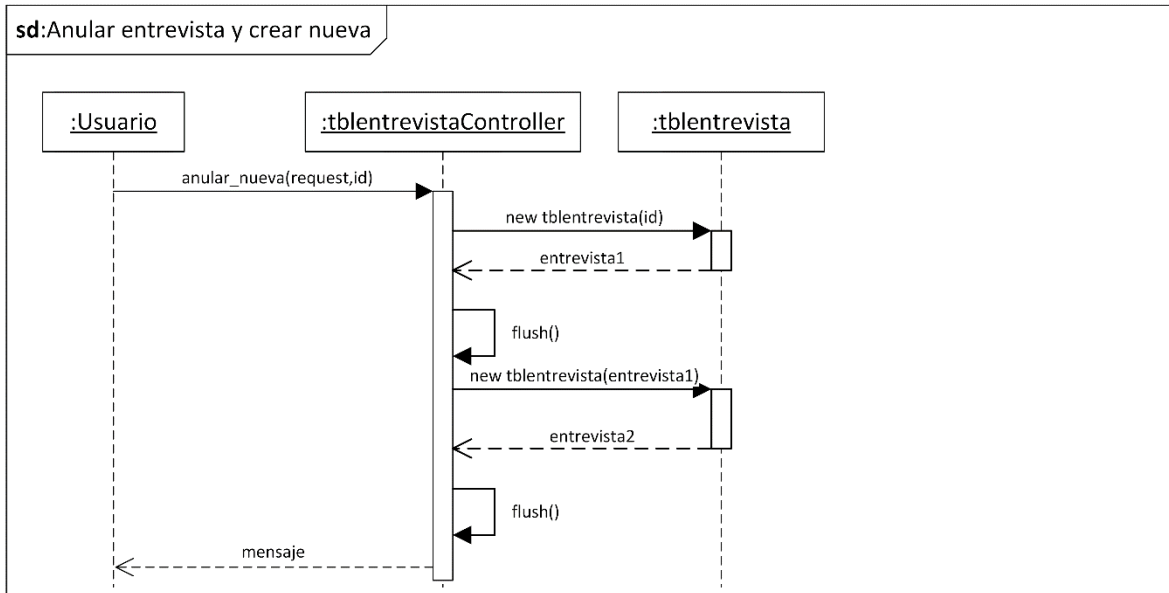 sd:Anular entrevista y crear nueva
:Usuario
:tblentrevistaController
:tblentrevista
anular_nueva(request,id)
new tblentrevista(id)
entrevista1
flush()
new tblentrevista(entrevista1)
entrevista2
flush()
mensaje